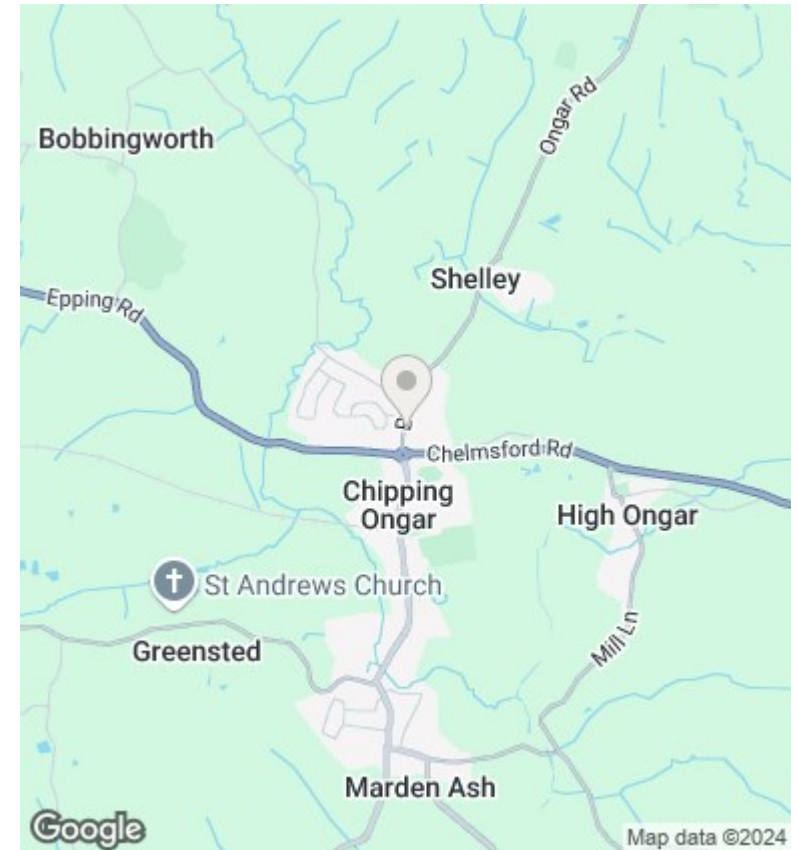 Bobbingworth
Ongar Rd
Shelley
Epping Rd
Chelmsford Rd
Chipping
Ongar
High Ongar
St Andrews Church
Greensted
Mill Ln
Marden Ash
Google
Map data ©2024